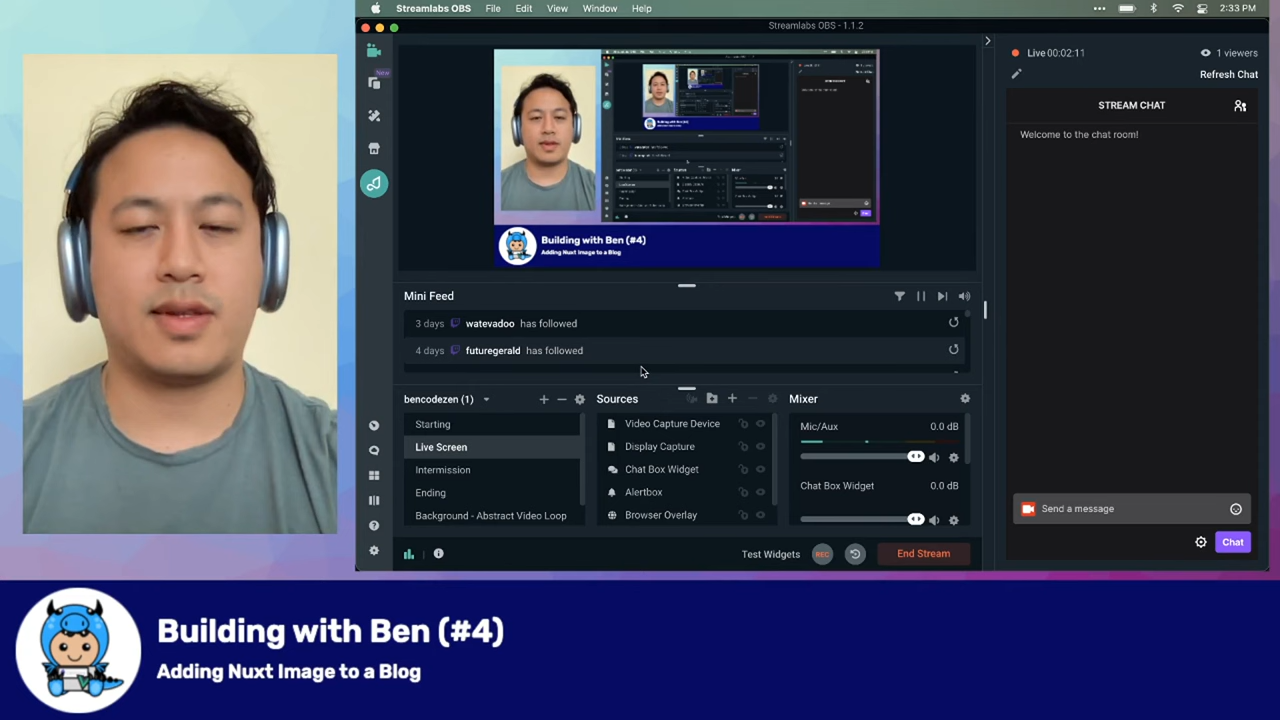 Streamlabs OBS File Edit View Window Help
2:33 PM
Streamlabs OBS - 1.1.2
New
Live 00:02:11
1 viewers
Refresh Chat
STREAM CHAT
Welcome to the chat room!
Building with Ben (#4)
Adding Nuxt Image to a Blog
Mini Feed
3 days watevadoo has followed
4 days futuregerald has followed
bencodezen (1)
Starting
Live Screen
Intermission
Ending
Background - Abstract Video Loop
Sources
Video Capture Device
Display Capture
Chat Box Widget
Alertbox
Browser Overlay
Mixer
Mic/Aux 0.0 dB
Chat Box Widget 0.0 dB
Send a message
Chat
Test Widgets
REC
End Stream
Building with Ben (#4)
Adding Nuxt Image to a Blog